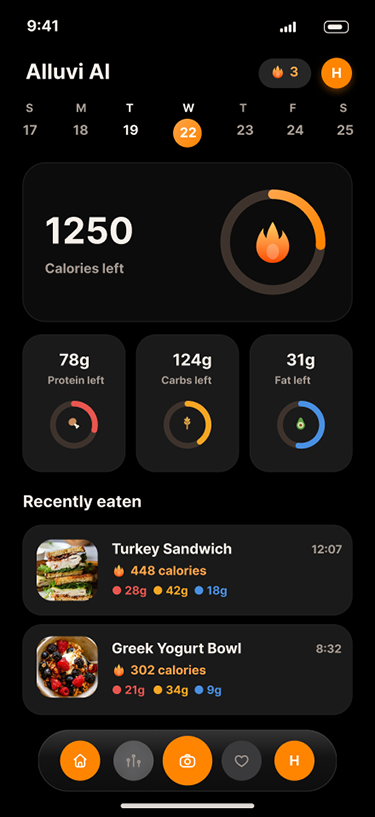 9:41
Alluvi AI
3
H
S M T W T F S
17 18 19 22 23 24 25
1250
Calories left
78g 124g 31g
Protein left Carbs left Fat left
Recently eaten
Turkey Sandwich 12:07
448 calories
28g 42g 18g
Greek Yogurt Bowl 8:32
302 calories
21g 34g 9g
H